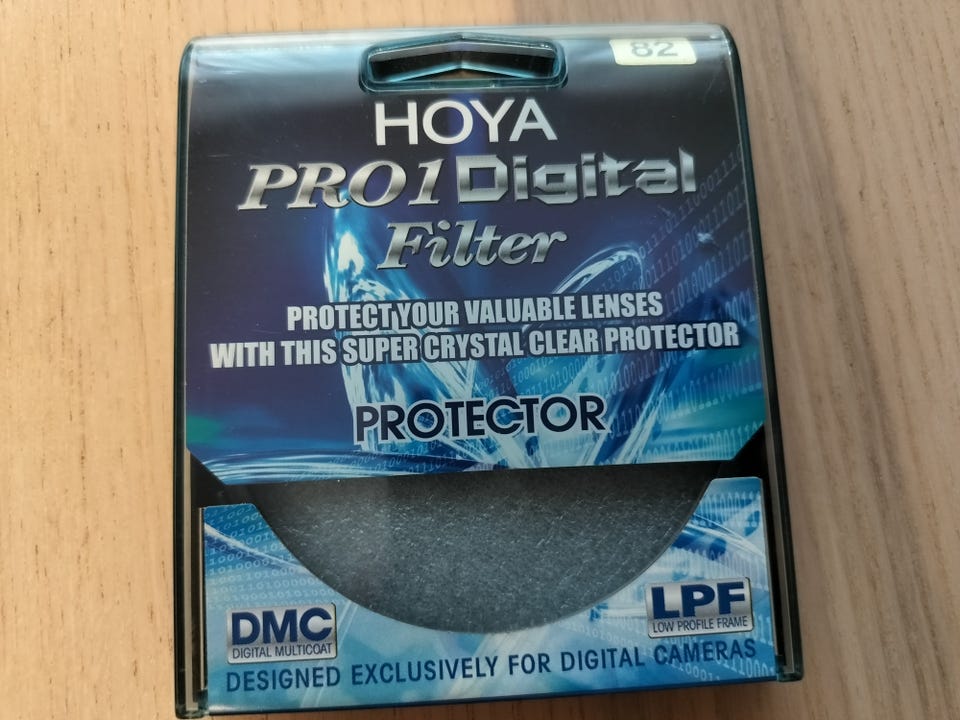 82
HOYA
PRO1 Digital
Filter
PROTECT YOUR VALUABLE LENSES
WITH THIS SUPER CRYSTAL CLEAR PROTECTOR
PROTECTOR
DMC
DIGITAL MULTICOAT
LPF
LOW PROFILE FRAME
DESIGNED EXCLUSIVELY FOR DIGITAL CAMERAS